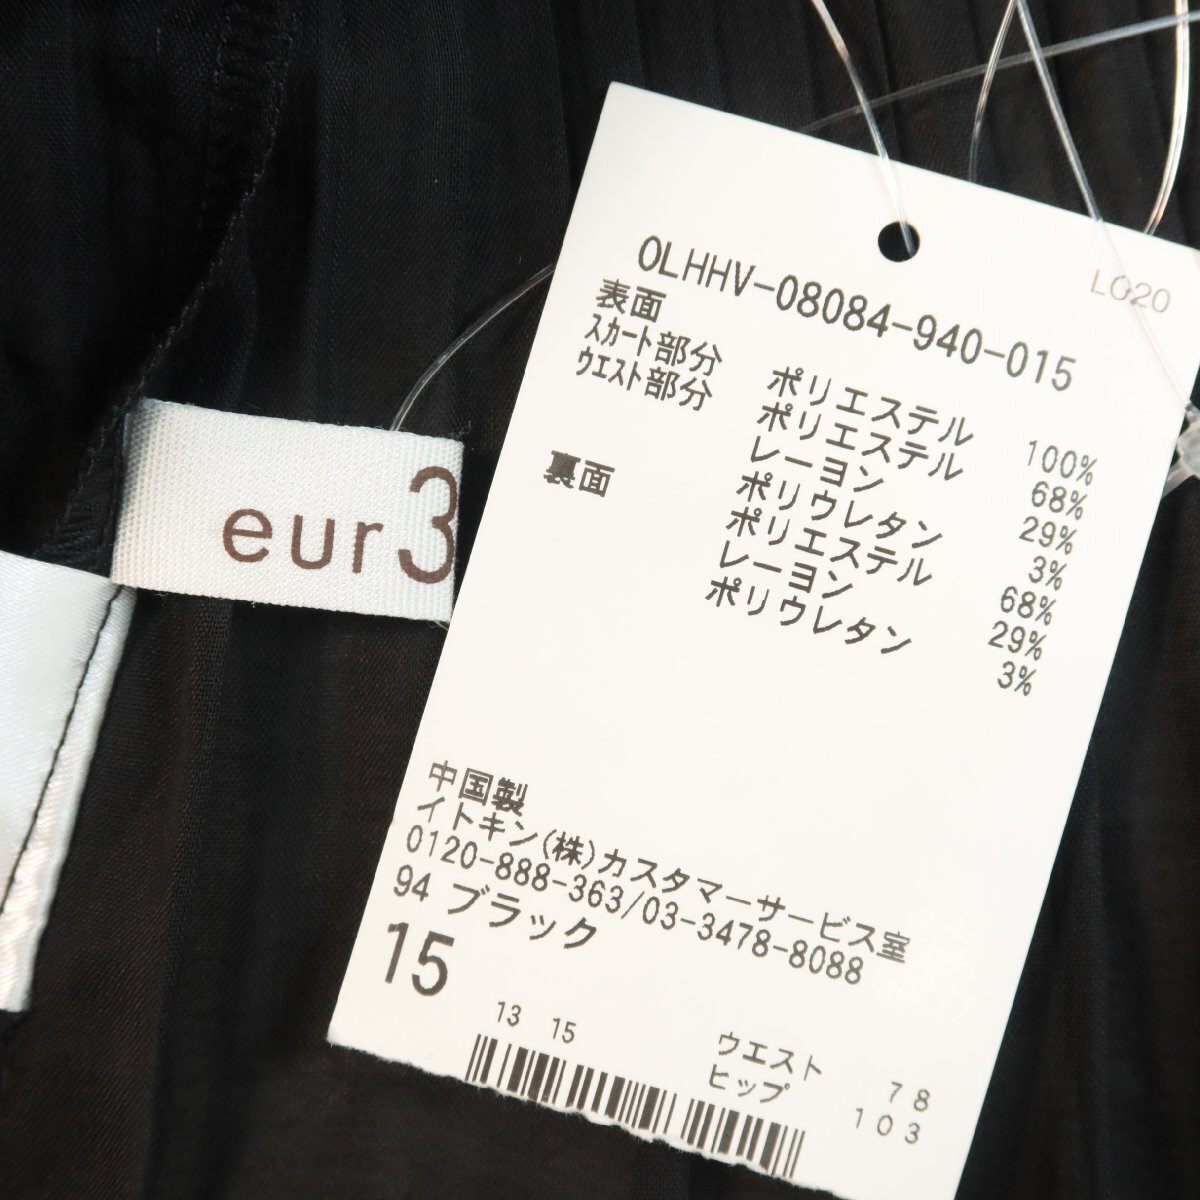 eur3
LO20
OLHHV-08084-940-015
表面
ｽｶｰﾄ部分 ポリエステル 100%
ｳｴｽﾄ部分 ポリエステル 68%
レーヨン 29%
ポリウレタン 3%
裏面 ポリエステル 68%
レーヨン 29%
ポリウレタン 3%
中国製
イトキン(株)カスタマーサービス室
0120-888-363/03-3478-8088
94 ブラック
15
13 15
ウエスト 78
ヒップ 103